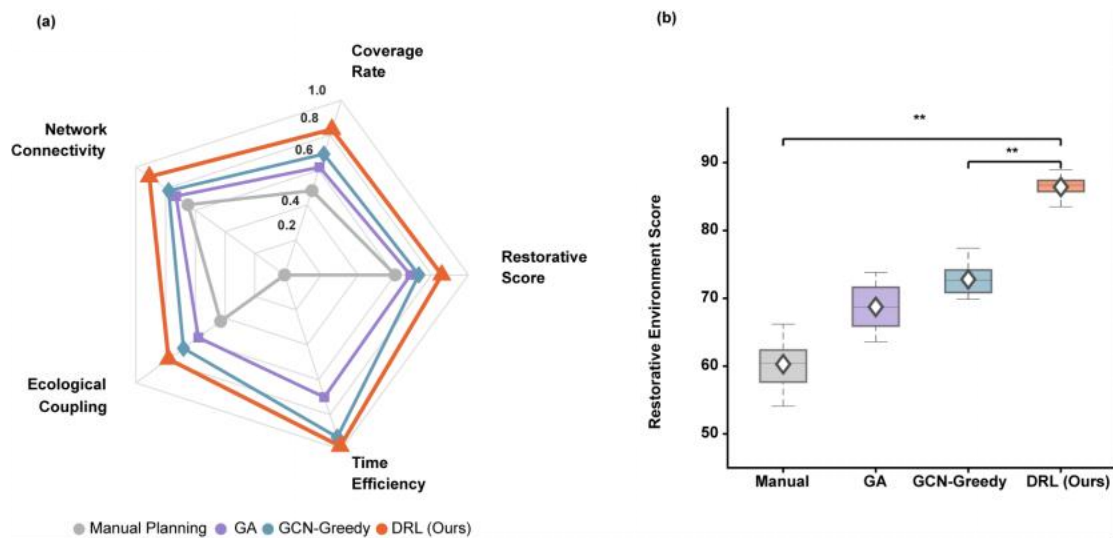 (a)
Coverage
Rate
1.0
0.8
0.6
0.4
0.2
Network
Connectivity
Restorative
Score
Ecological
Coupling
Time
Efficiency
Manual Planning GA GCN-Greedy DRL (Ours)
(b)
Restorative Environment Score
90
80
70
60
50
**
**
Manual GA GCN-Greedy DRL (Ours)